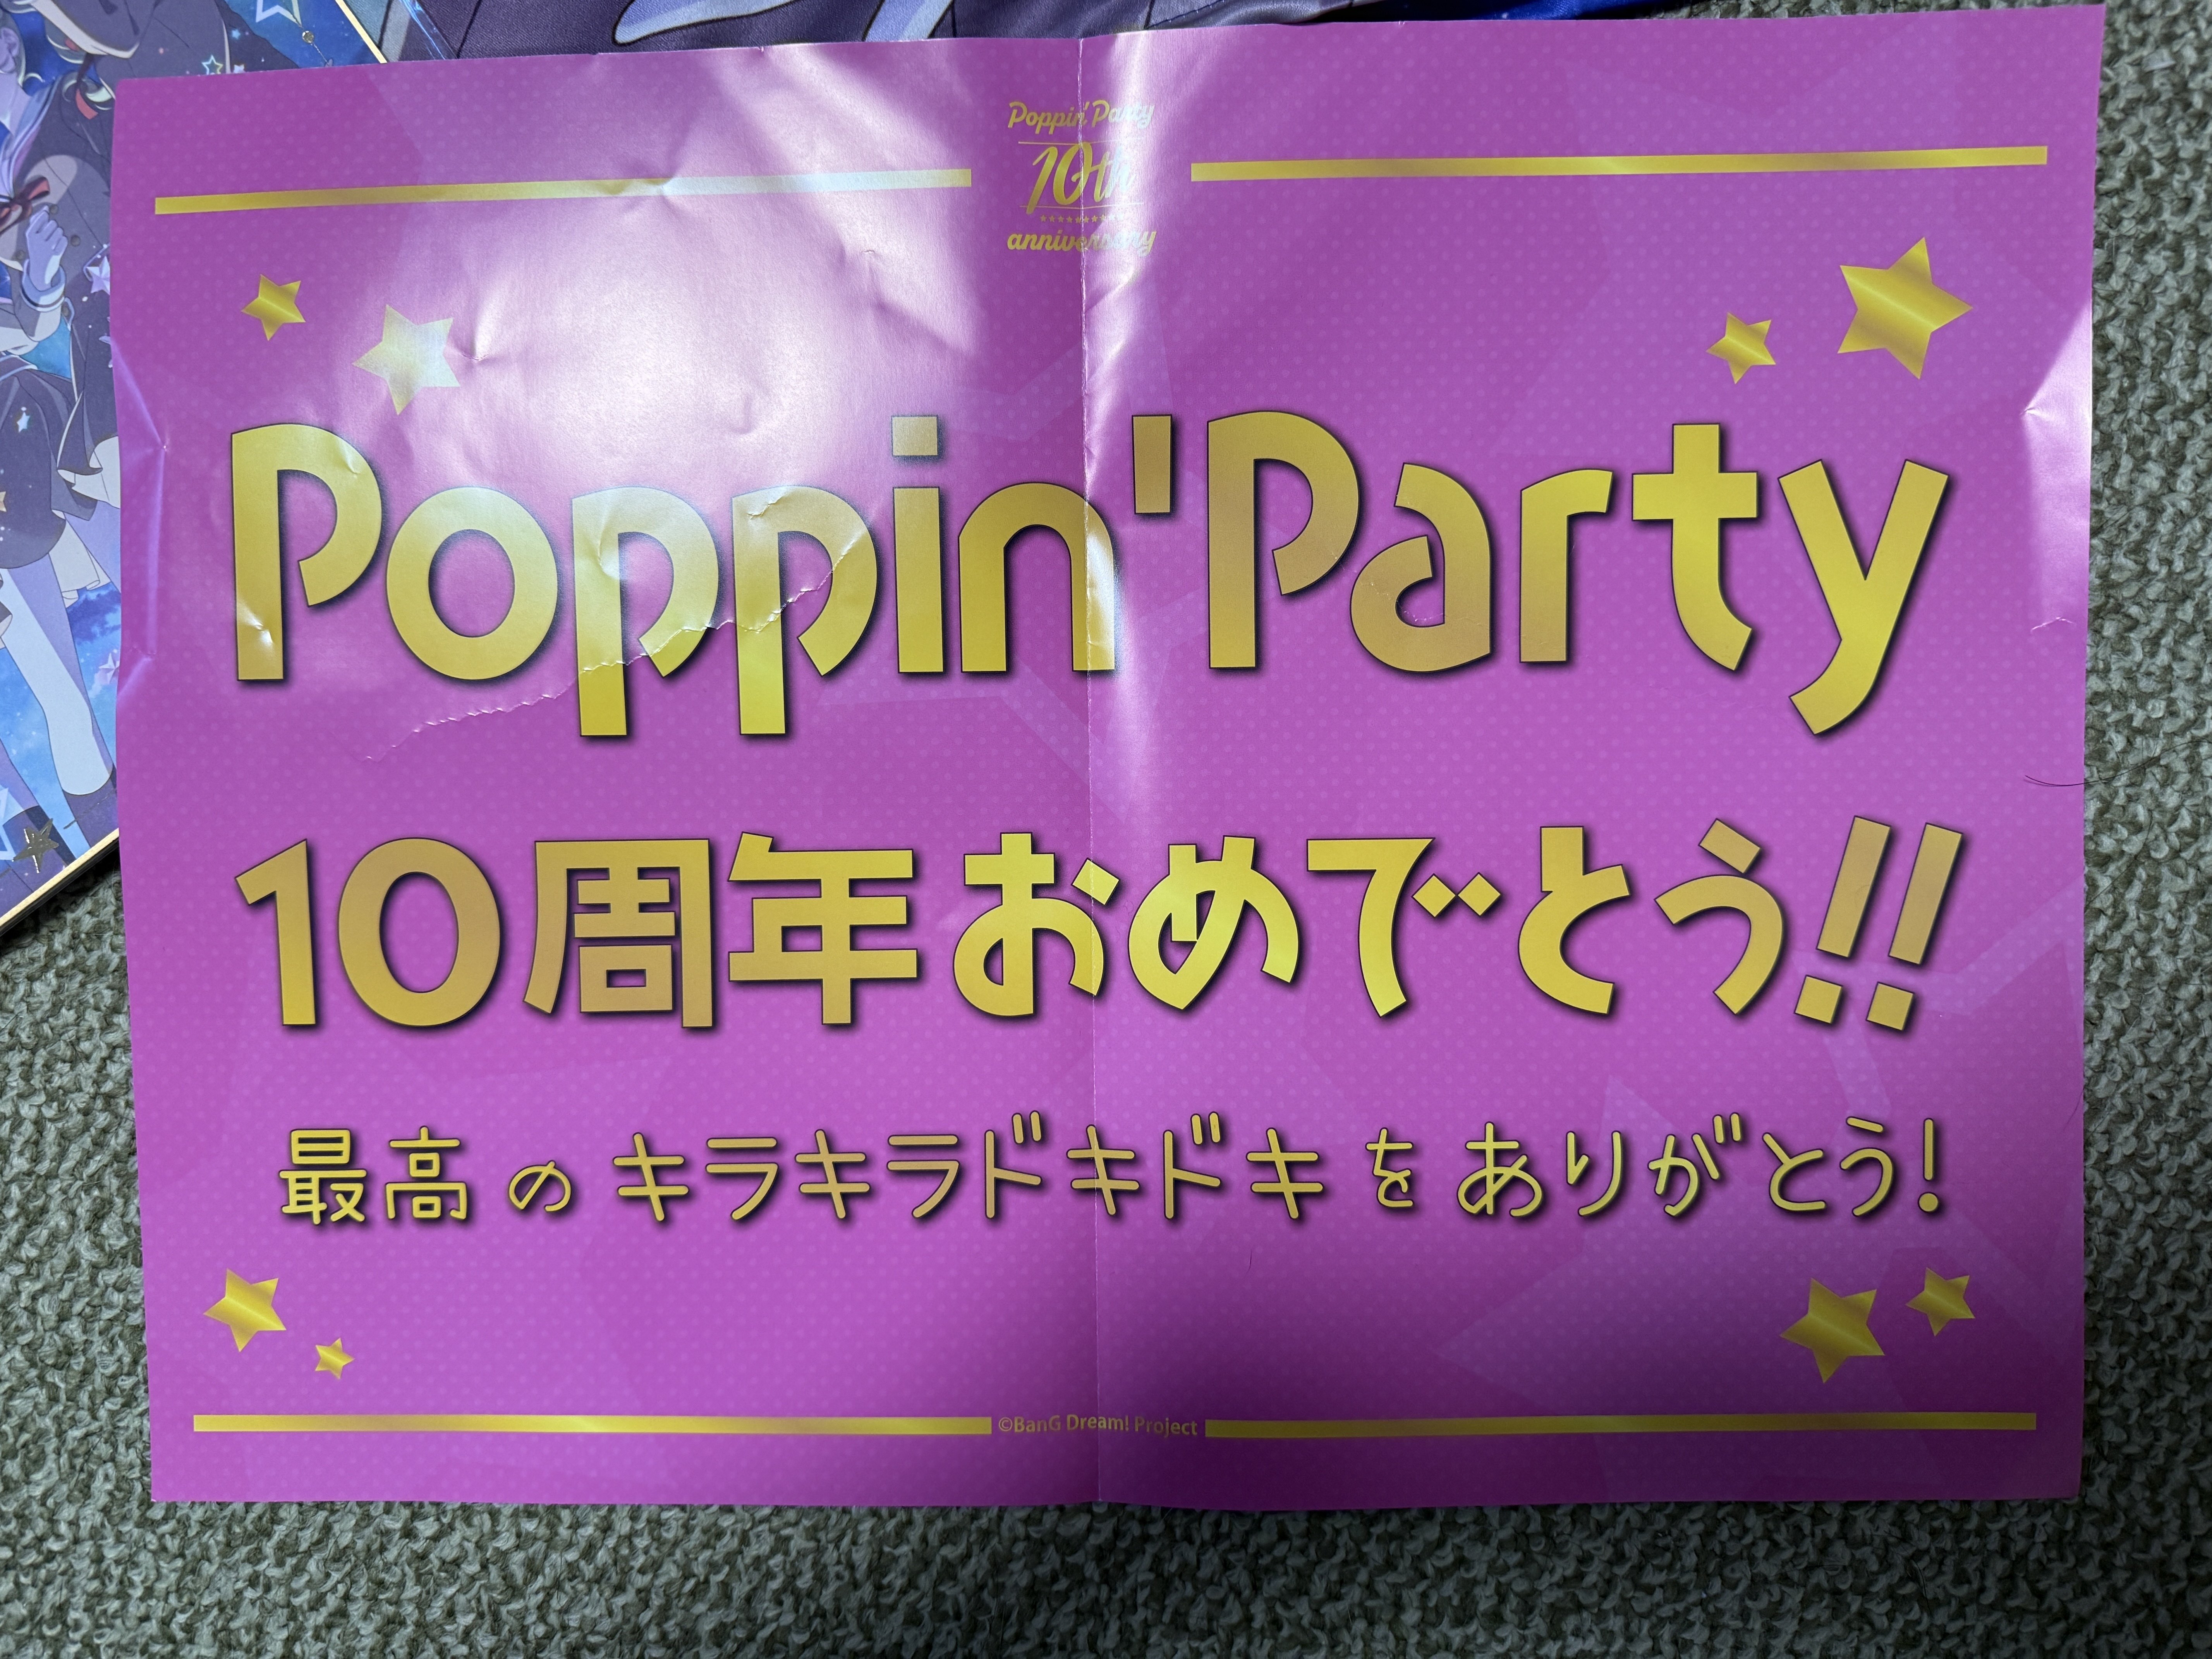 Poppin'Party
10th
anniversary
Poppin'Party
10周年おめでとう!!
最高のキラキラドキドキをありがとう!
©BanG Dream! Project